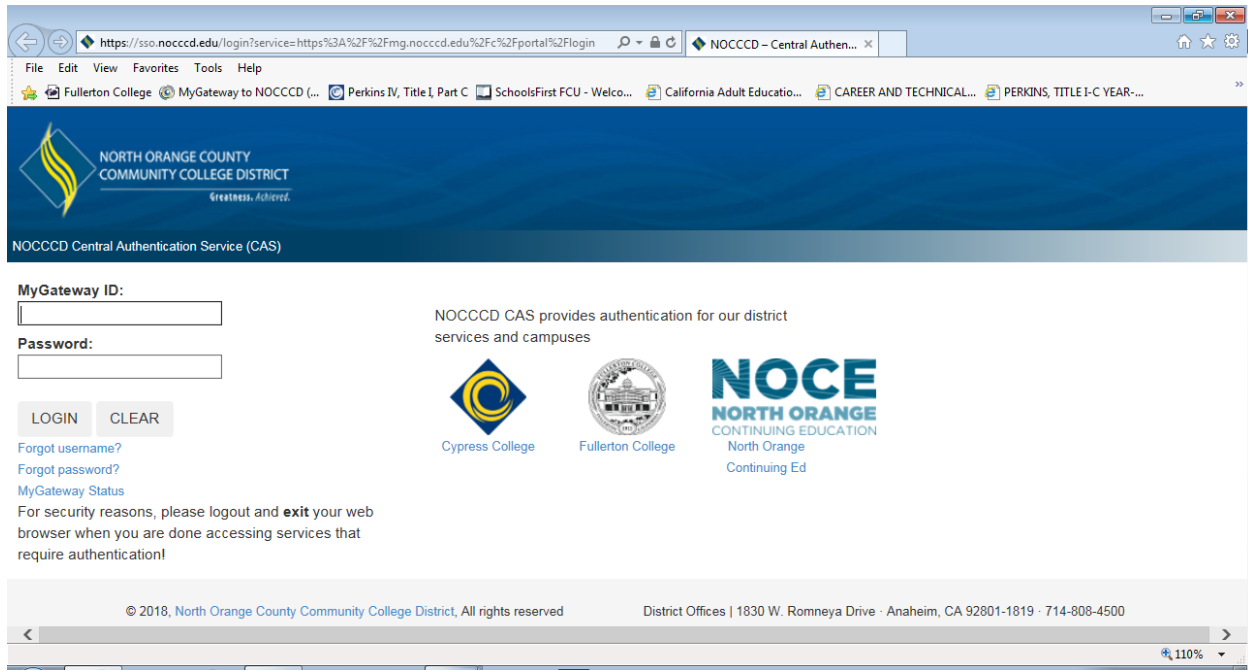 https://sso.nocccd.edu/login?service=https%3A%2F%2Fmg.nocccd.edu%2Fc%2Fportal%2Flogin
NOCCCD – Central Authen...
File Edit View Favorites Tools Help
Fullerton College MyGateway to NOCCCD (... Perkins IV, Title I, Part C SchoolsFirst FCU - Welco... California Adult Educatio... CAREER AND TECHNICAL... PERKINS, TITLE I-C YEAR-...
NORTH ORANGE COUNTY
COMMUNITY COLLEGE DISTRICT
Greatness. Achieved.
NOCCCD Central Authentication Service (CAS)
MyGateway ID:
Password:
LOGIN CLEAR
Forgot username?
Forgot password?
MyGateway Status
For security reasons, please logout and exit your web
browser when you are done accessing services that
require authentication!
NOCCCD CAS provides authentication for our district
services and campuses
NOCE
NORTH ORANGE
CONTINUING EDUCATION
Cypress College Fullerton College North Orange
Continuing Ed
© 2018, North Orange County Community College District, All rights reserved
District Offices | 1830 W. Romneya Drive · Anaheim, CA 92801-1819 · 714-808-4500
110%